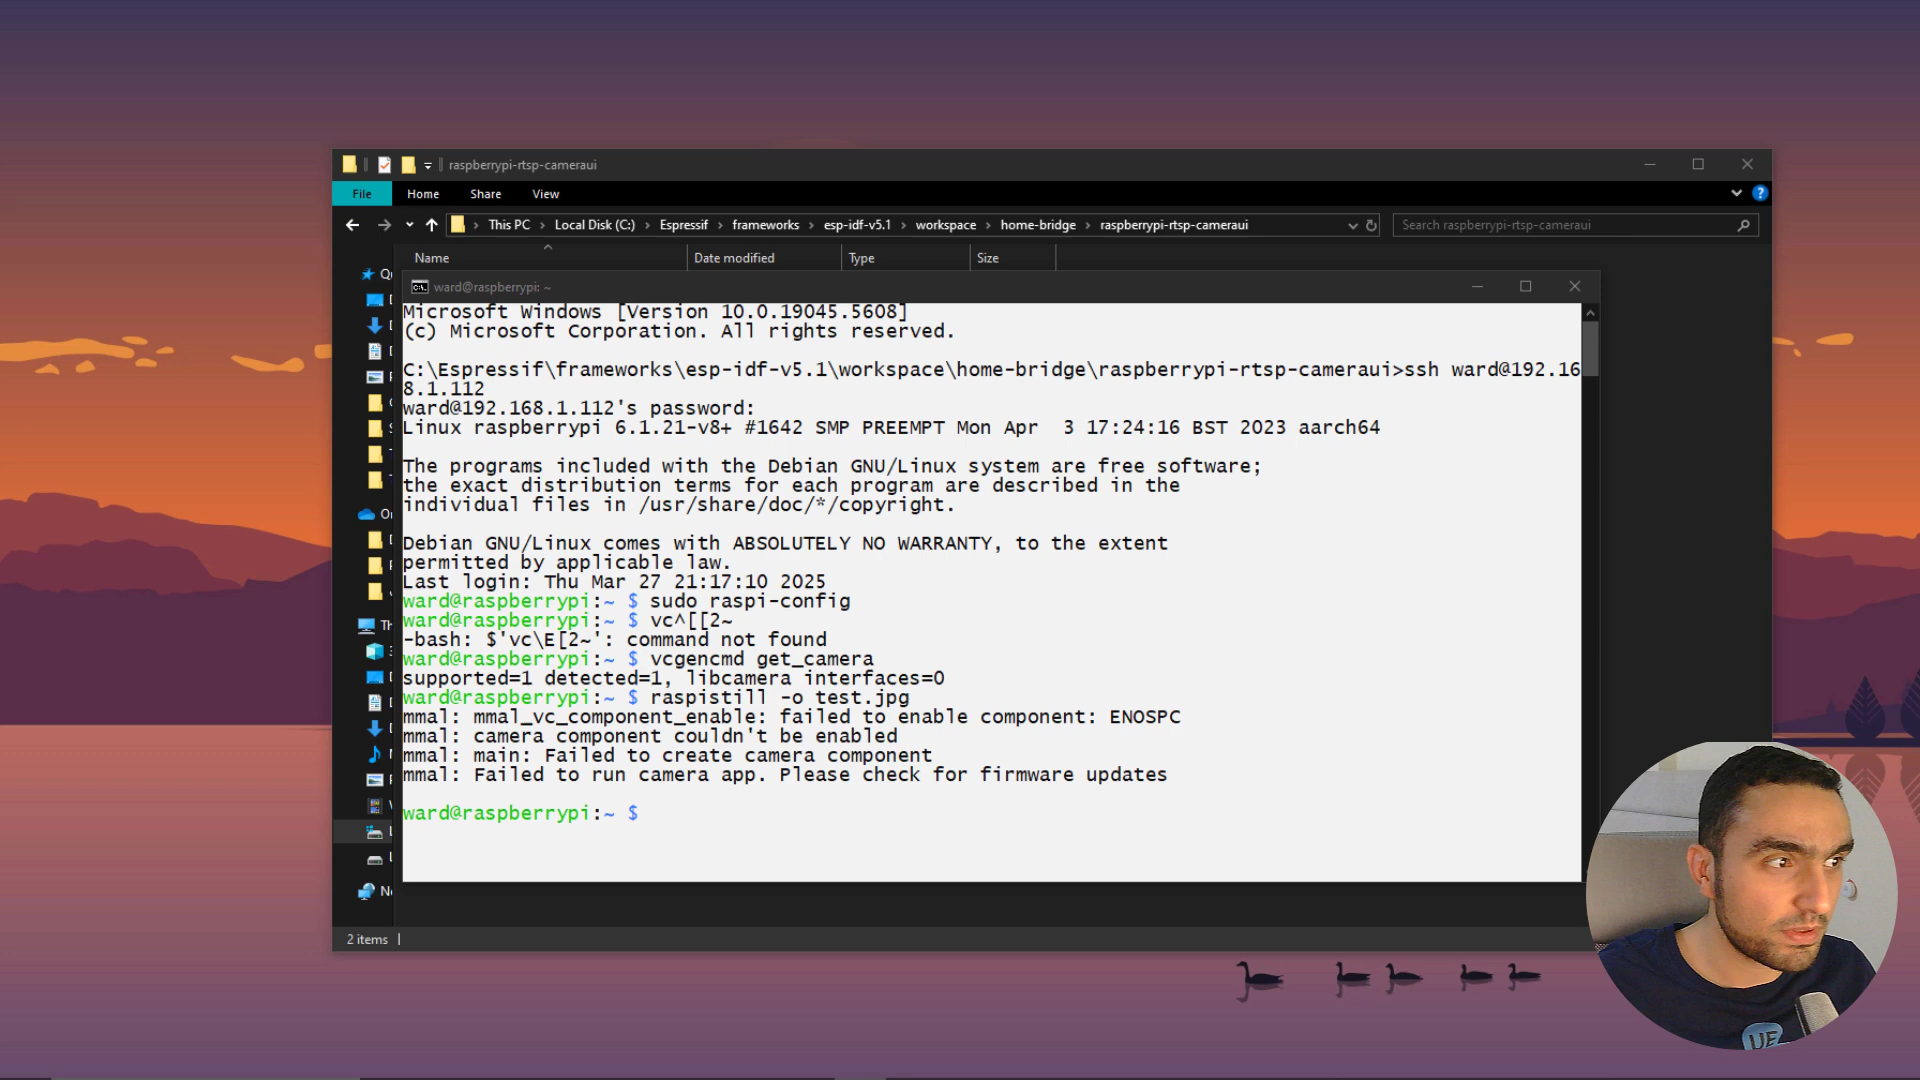 raspberrypi-rtsp-cameraui
File Home Share View
This PC Local Disk (C:) Espressif frameworks esp-idf-v5.1 workspace home-bridge raspberrypi-rtsp-cameraui
Search raspberrypi-rtsp-cameraui
Name Date modified Type Size
ward@raspberrypi: ~
Microsoft Windows [Version 10.0.19045.5608]
(c) Microsoft Corporation. All rights reserved.
C:\Espressif\frameworks\esp-idf-v5.1\workspace\home-bridge\raspberrypi-rtsp-cameraui>ssh ward@192.16
8.1.112
ward@192.168.1.112's password:
Linux raspberrypi 6.1.21-v8+ #1642 SMP PREEMPT Mon Apr  3 17:24:16 BST 2023 aarch64
The programs included with the Debian GNU/Linux system are free software;
the exact distribution terms for each program are described in the
individual files in /usr/share/doc/*/copyright.
Debian GNU/Linux comes with ABSOLUTELY NO WARRANTY, to the extent
permitted by applicable law.
Last login: Thu Mar 27 21:17:10 2025
ward@raspberrypi:~ $ sudo raspi-config
ward@raspberrypi:~ $ vc^[[2~
-bash: $'vc\E[2~': command not found
ward@raspberrypi:~ $ vcgencmd get_camera
supported=1 detected=1, libcamera interfaces=0
ward@raspberrypi:~ $ raspistill -o test.jpg
mmal: mmal_vc_component_enable: failed to enable component: ENOSPC
mmal: camera component couldn't be enabled
mmal: main: Failed to create camera component
mmal: Failed to run camera app. Please check for firmware updates
ward@raspberrypi:~ $
2 items
UE